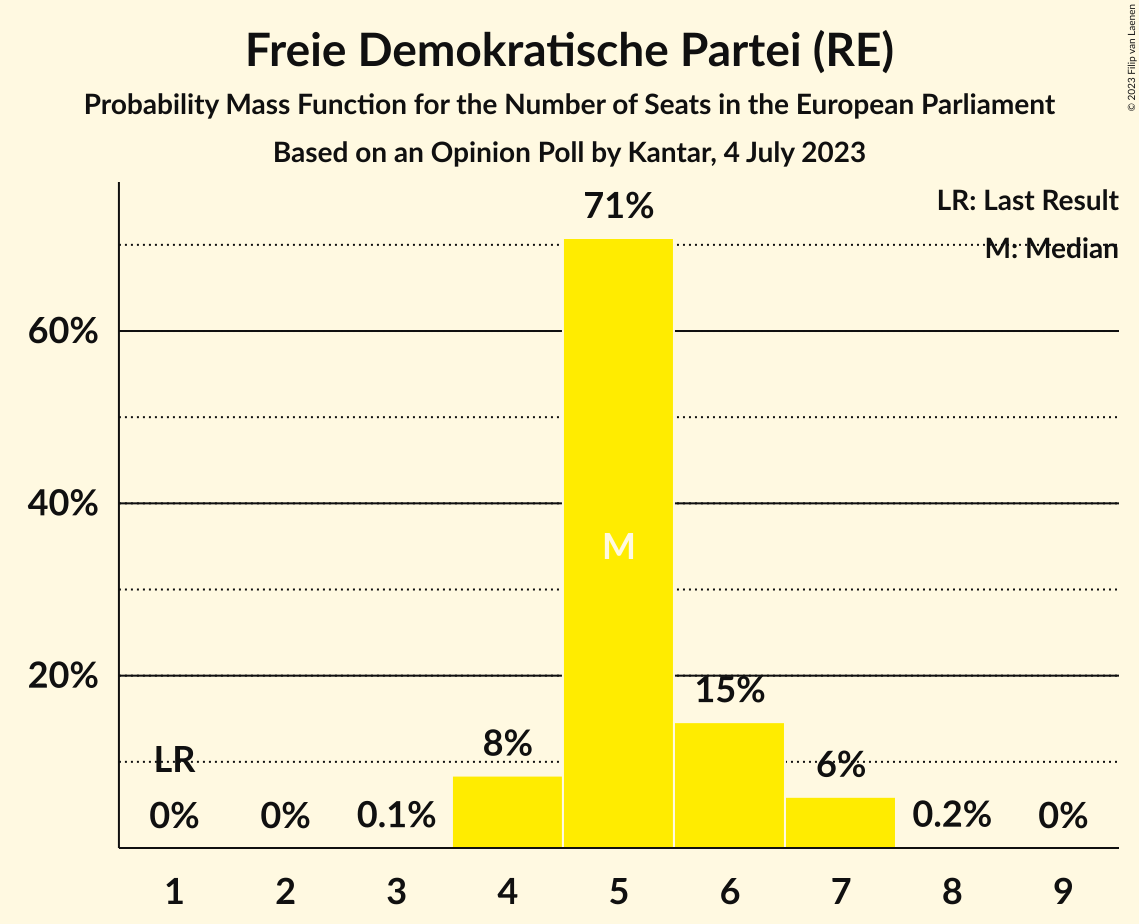 Freie Demokratische Partei (RE)
Probability Mass Function for the Number of Seats in the European Parliament
Based on an Opinion Poll by Kantar, 4 July 2023
© 2023 Filip van Laenen
LR: Last Result
M: Median
71%
60%
40%
M
20%
15%
8%
LR
6%
0%
0%
0.1%
0.2%
0%
1 2 3 4 5 6 7 8 9